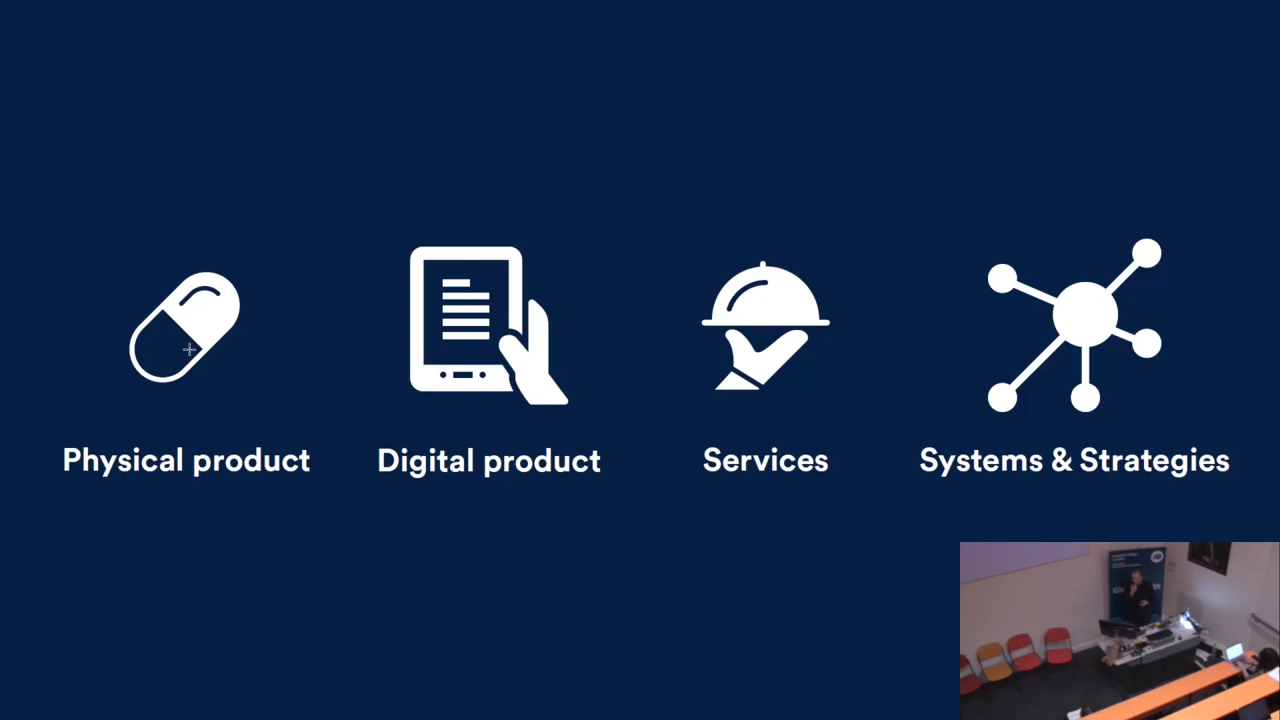 Physical product
Digital product
Services
Systems & Strategies